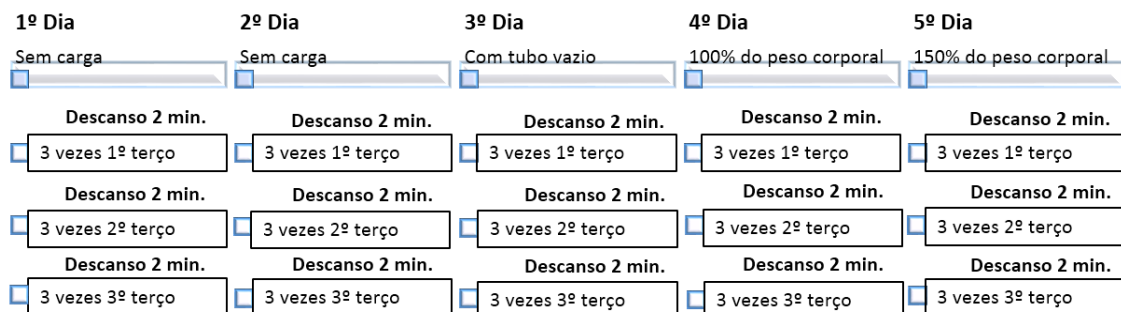 1º Dia
Sem carga
Descanso 2 min.
3 vezes 1º terço
Descanso 2 min.
3 vezes 2º terço
Descanso 2 min.
3 vezes 3º terço
2º Dia
Sem carga
Descanso 2 min.
3 vezes 1º terço
Descanso 2 min.
3 vezes 2º terço
Descanso 2 min.
3 vezes 3º terço
3º Dia
Com tubo vazio
Descanso 2 min.
3 vezes 1º terço
Descanso 2 min.
3 vezes 2º terço
Descanso 2 min.
3 vezes 3º terço
4º Dia
100% do peso corporal
Descanso 2 min.
3 vezes 1º terço
Descanso 2 min.
3 vezes 2º terço
Descanso 2 min.
3 vezes 3º terço
5º Dia
150% do peso corporal
Descanso 2 min.
3 vezes 1º terço
Descanso 2 min.
3 vezes 2º terço
Descanso 2 min.
3 vezes 3º terço